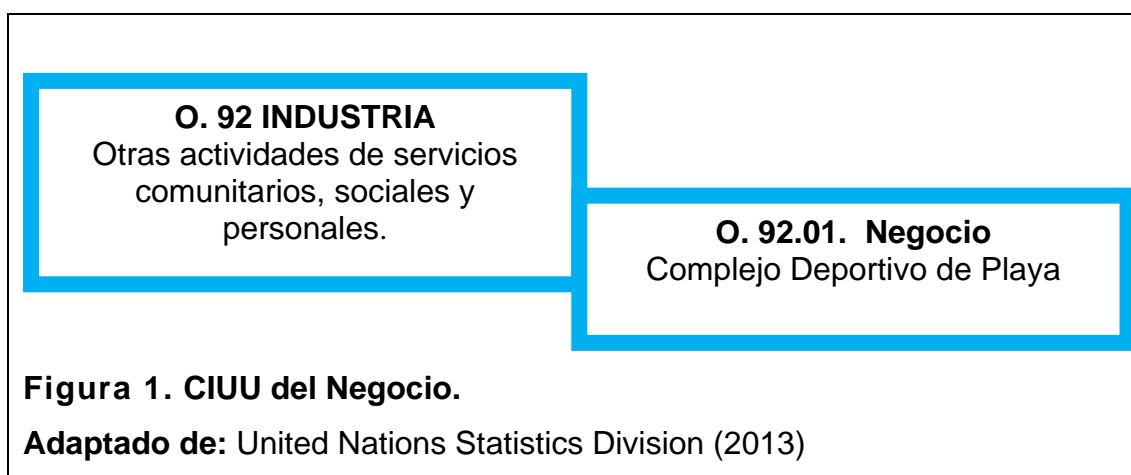 O. 92 INDUSTRIA
Otras actividades de servicios
comunitarios, sociales y
personales.
O. 92.01. Negocio
Complejo Deportivo de Playa
Figura 1. CIUU del Negocio.
Adaptado de: United Nations Statistics Division (2013)